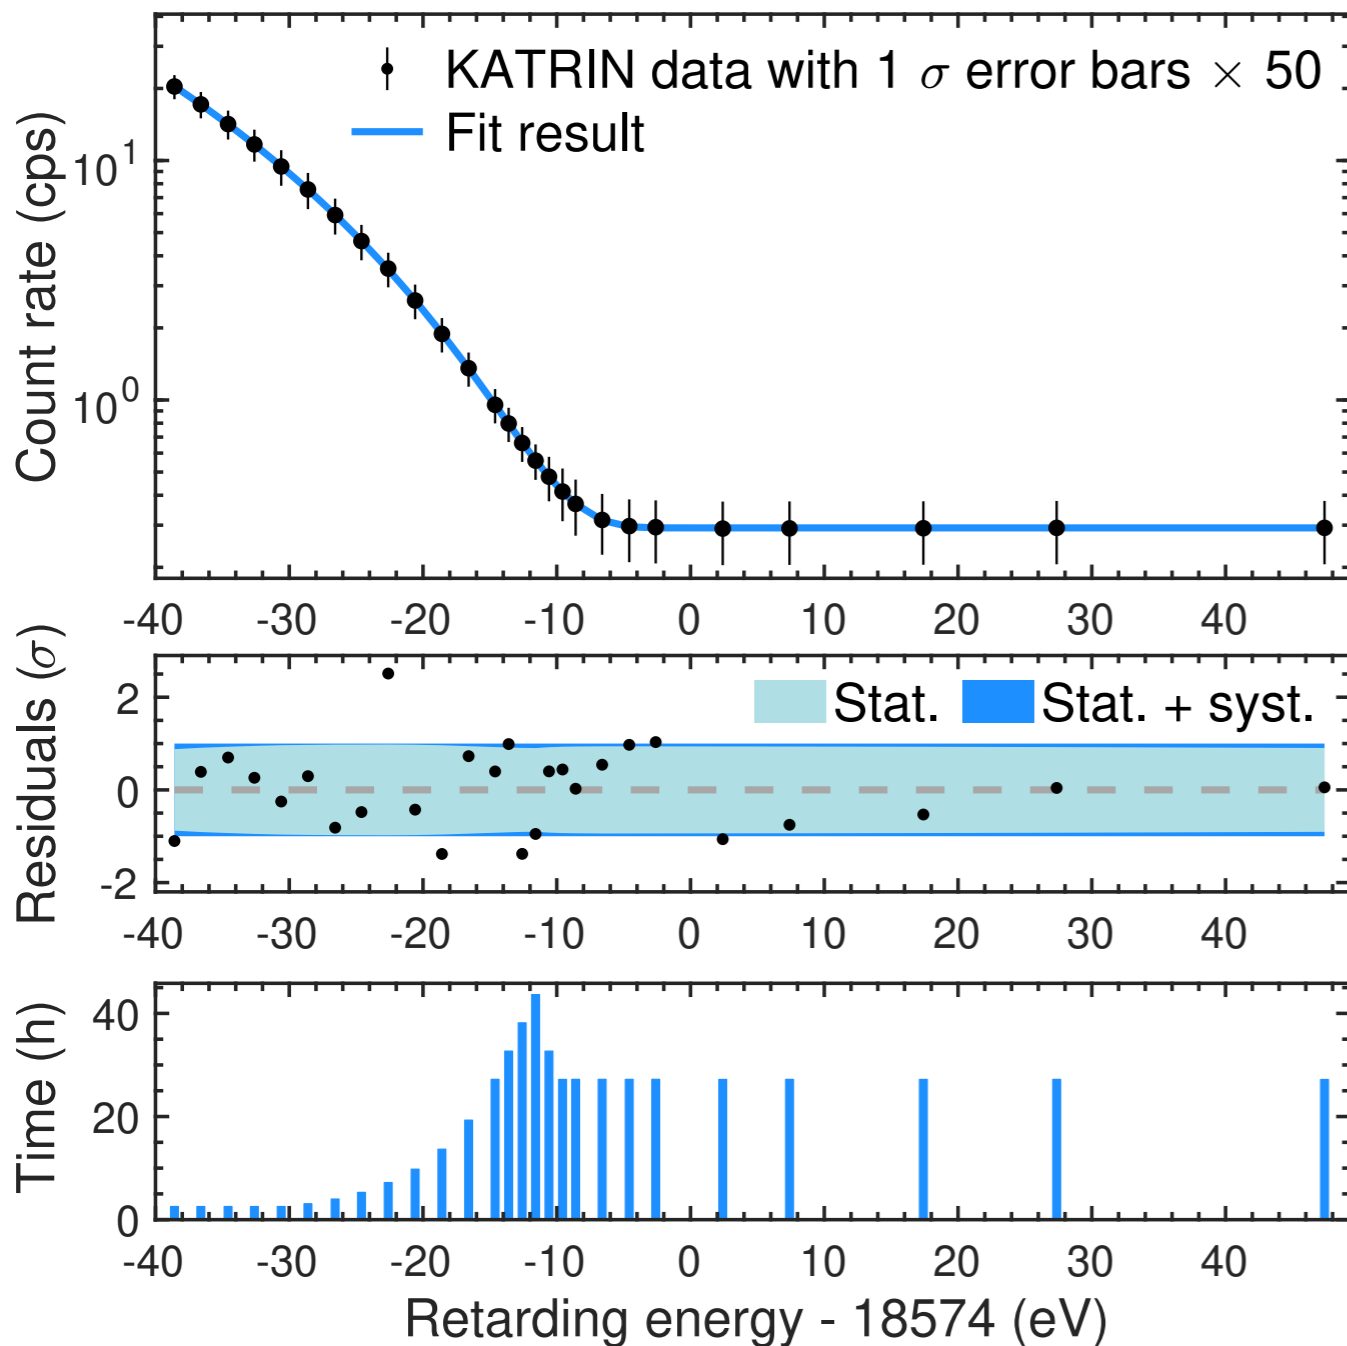 KATRIN data with 1 σ error bars × 50
Fit result
Count rate (cps)
10^1
10^0
-40 -30 -20 -10 0 10 20 30 40
Stat. Stat. + syst.
Residuals (σ)
2
0
-2
-40 -30 -20 -10 0 10 20 30 40
Time (h)
40
20
0
-40 -30 -20 -10 0 10 20 30 40
Retarding energy - 18574 (eV)